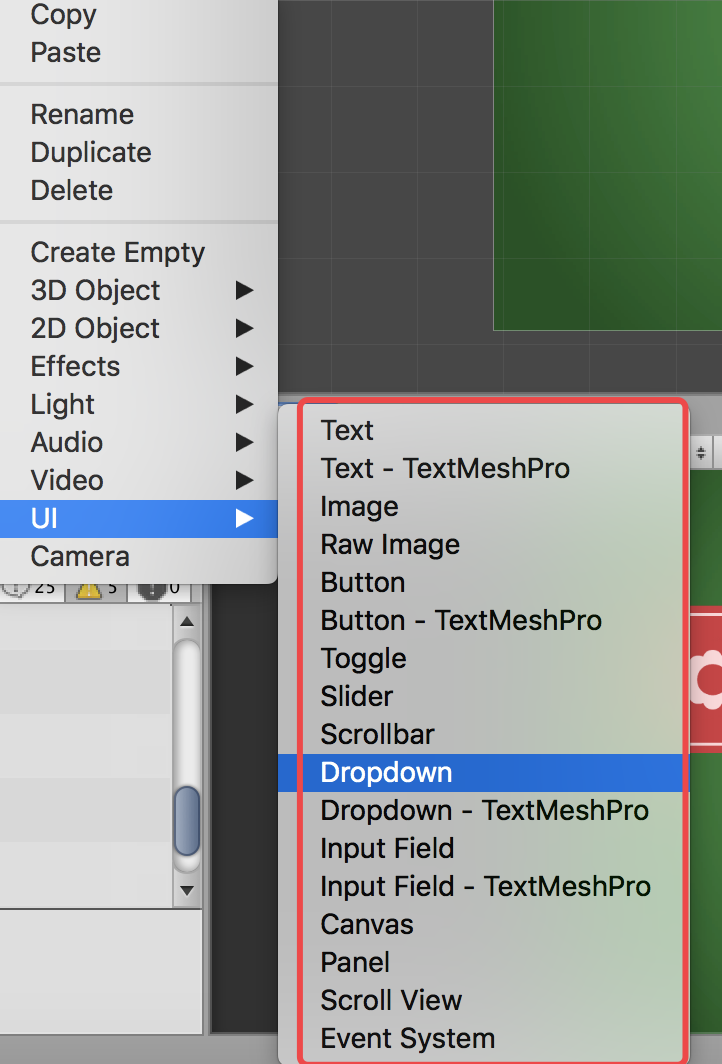 Copy
Paste
Rename
Duplicate
Delete
Create Empty
3D Object
2D Object
Effects
Light
Audio
Video
UI
Camera
25
5
0
Text
Text - TextMeshPro
Image
Raw Image
Button
Button - TextMeshPro
Toggle
Slider
Scrollbar
Dropdown
Dropdown - TextMeshPro
Input Field
Input Field - TextMeshPro
Canvas
Panel
Scroll View
Event System